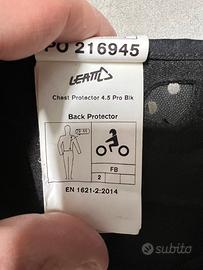 PO 216945
LEATT
Chest Protector 4.5 Pro Blk
Back Protector
FB
2
EN 1621-2:2014
subito